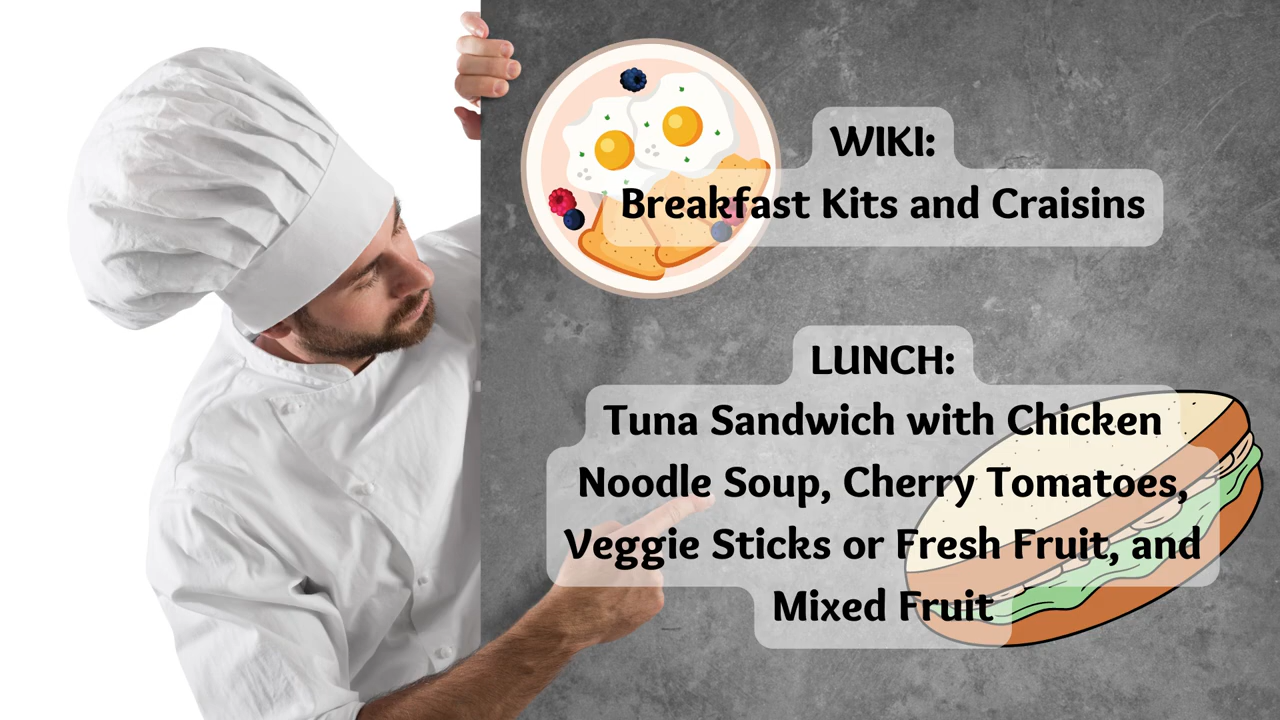 WIKI:
Breakfast Kits and Craisins
LUNCH:
Tuna Sandwich with Chicken
Noodle Soup, Cherry Tomatoes,
Veggie Sticks or Fresh Fruit, and
Mixed Fruit